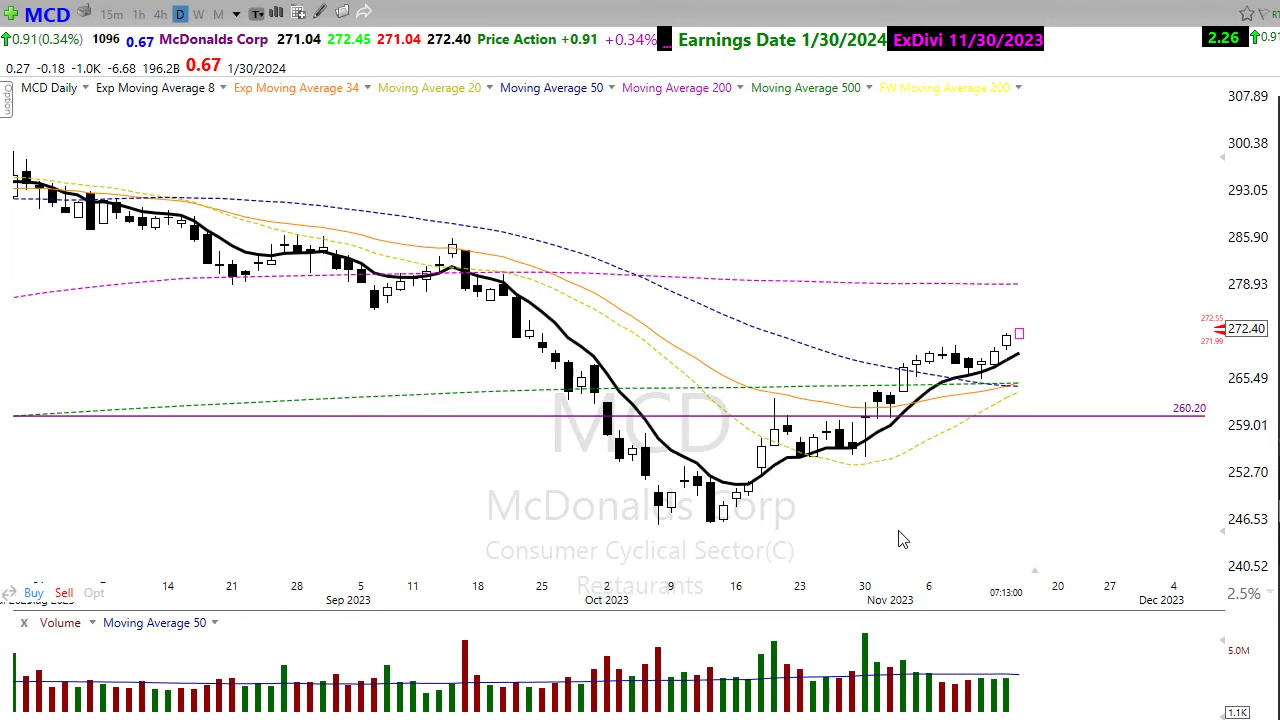 MCD 15m 1h 4h D W M T
0.91(0.34%) 1096 0.67 McDonalds Corp 271.04 272.45 271.04 272.40 Price Action +0.91 +0.34% ... Earnings Date 1/30/2024 ExDivi 11/30/2023 2.26 0.91
0.27 -0.18 -1.0K -6.68 196.2B 0.67 1/30/2024
Option
MCD Daily Exp Moving Average 8 Exp Moving Average 34 Moving Average 20 Moving Average 50 Moving Average 200 Moving Average 500 FW Moving Average 200
307.89
300.38
293.05
285.90
278.93
272.55
272.40
271.99
265.49
260.20
259.01
252.70
246.53
240.52
MCD
McDonalds Corp
Consumer Cyclical Sector(C)
Restaurants
14 21 28 5 11 18 25 2 9 16 23 30 6 07:13:00 20 27 4
Buy Sell Opt 2.5%
Sep 2023 Oct 2023 Nov 2023 Dec 2023
X Volume Moving Average 50
5.0M
1.1K